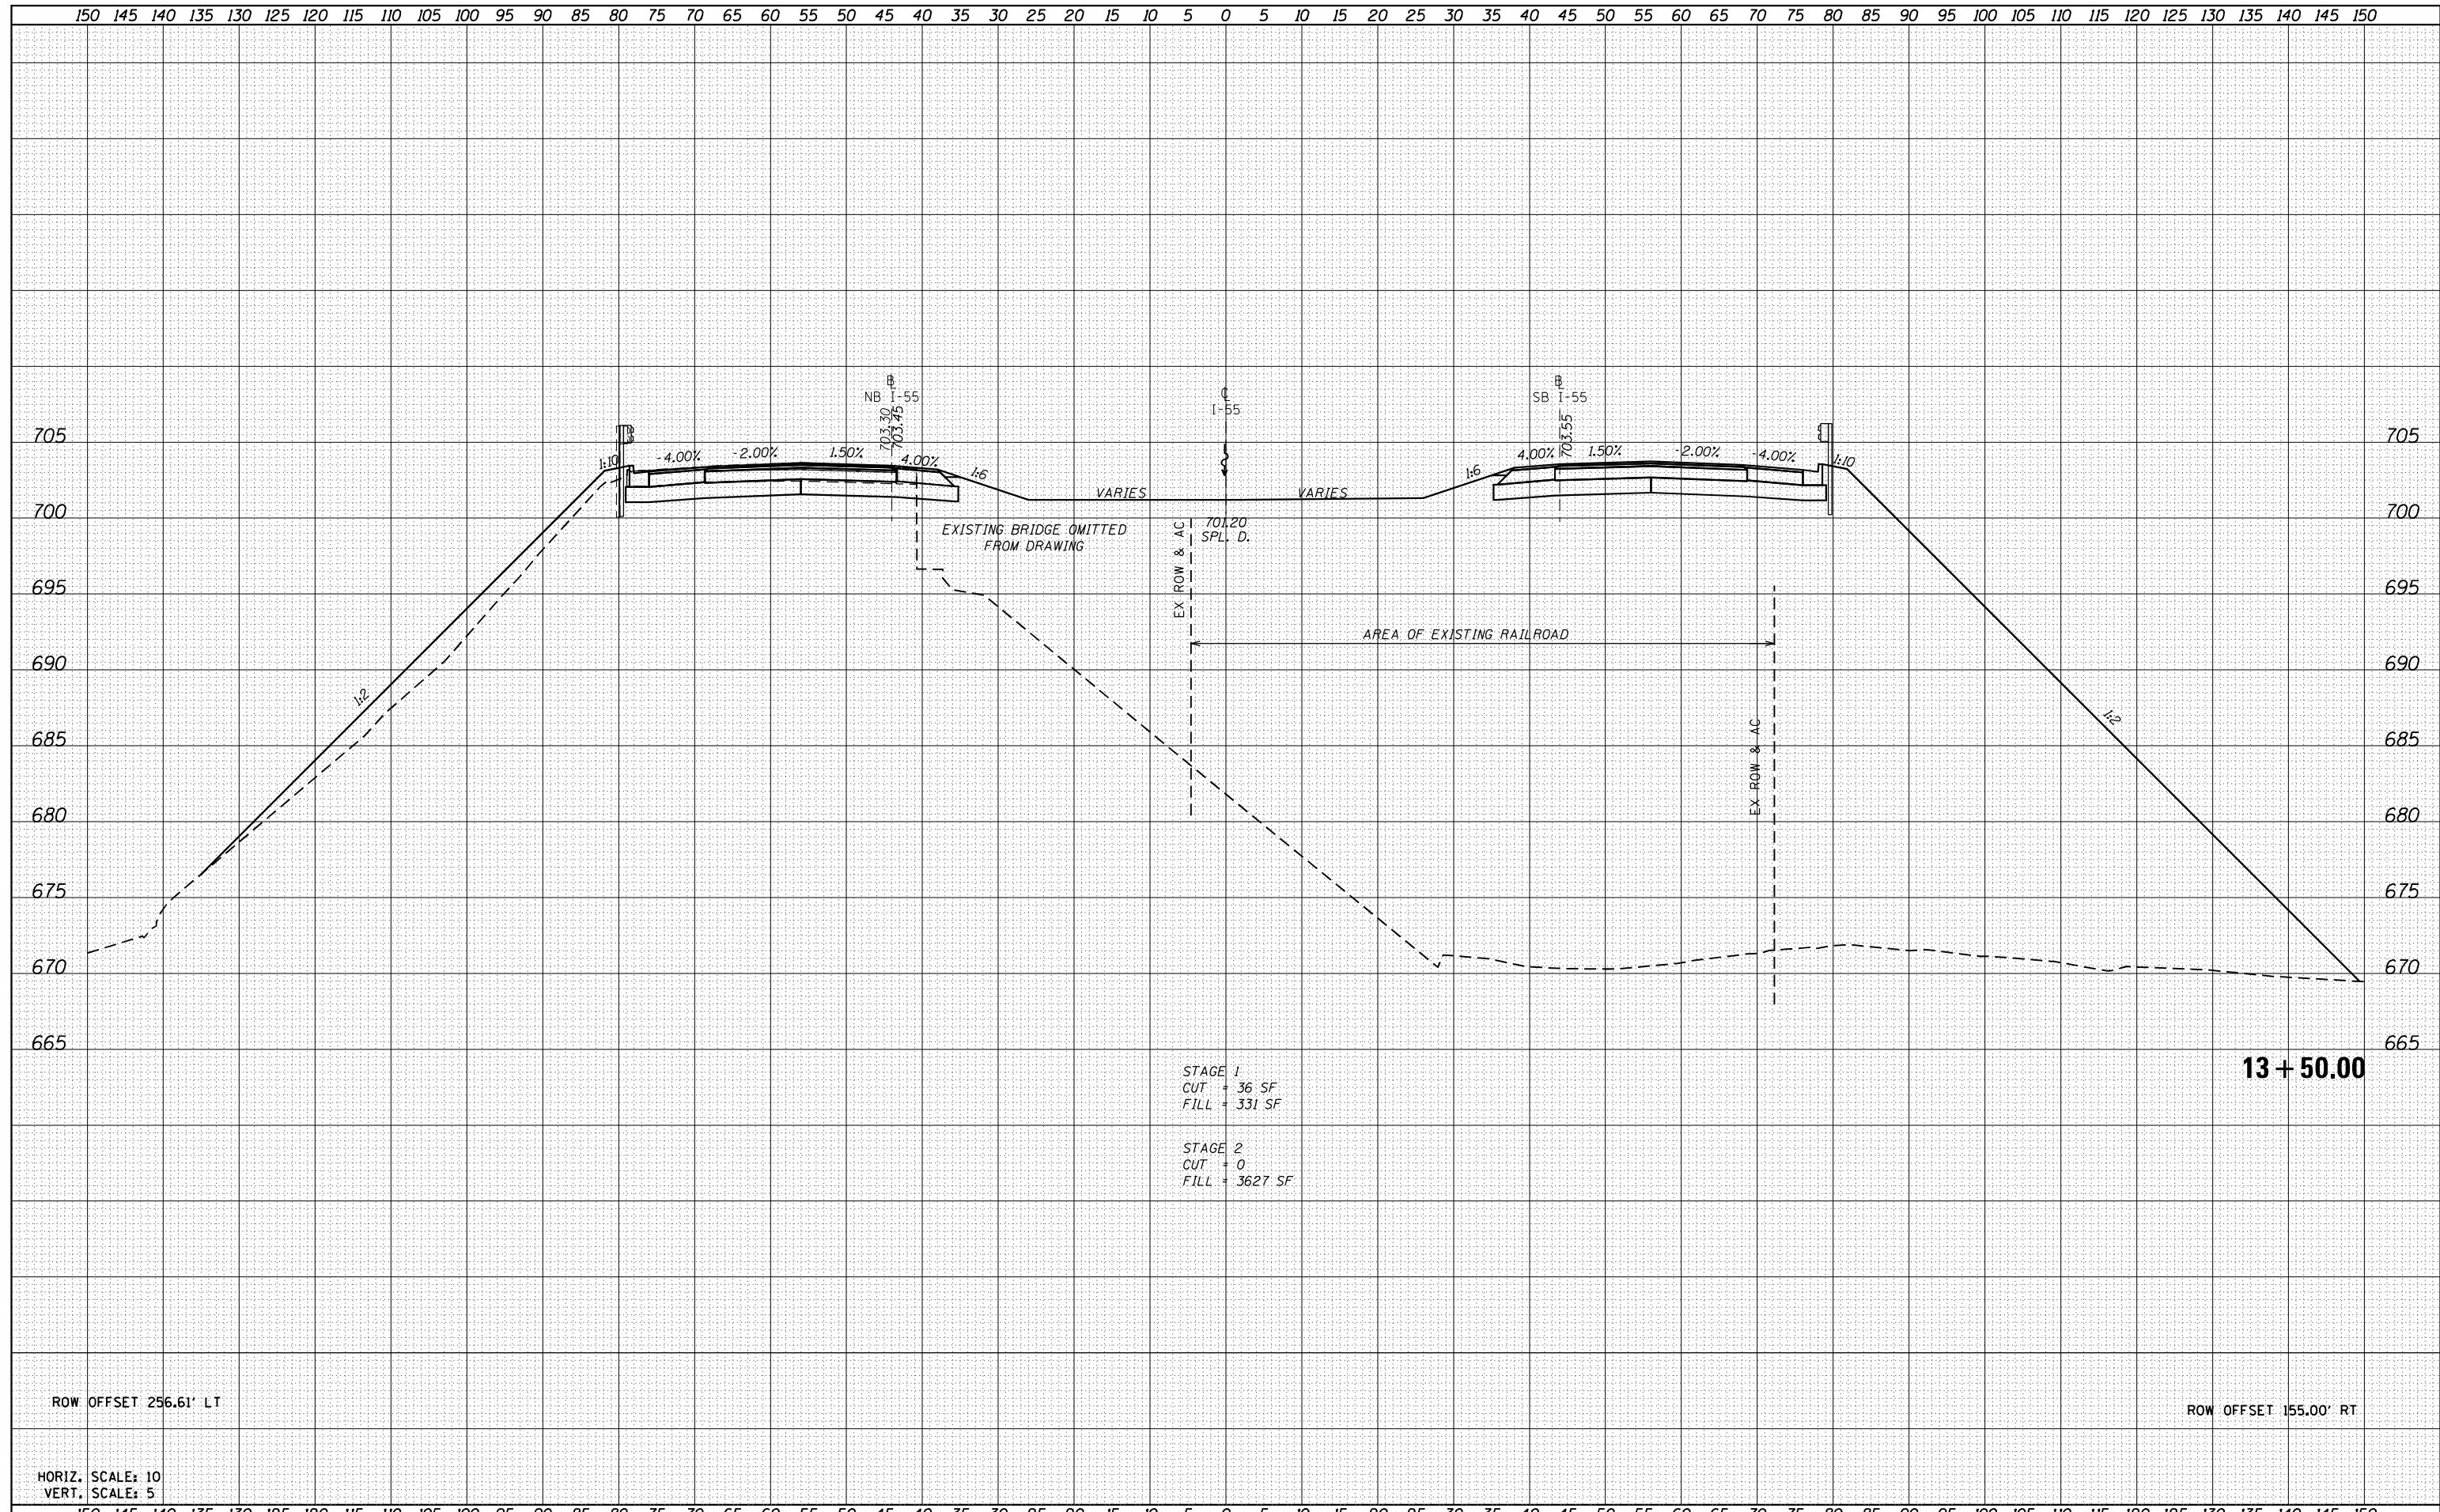 150 145 140 135 130 125 120 115 110 105 100 95 90 85 80 75 70 65 60 55 50 45 40 35 30 25 20 15 10 5 0 5 10 15 20 25 30 35 40 45 50 55 60 65 70 75 80 85 90 95 100 105 110 115 120 125 130 135 140 145 150
B
NB I-55
703.30
703.45
C
I-55
B
SB I-55
703.55
705
705
1:10
-4.00%
-2.00%
1.50%
4.00%
1:6
1:6
4.00%
1.50%
-2.00%
-4.00%
1:10
VARIES
VARIES
700
700
EXISTING BRIDGE OMITTED
FROM DRAWING
EX ROW & AC
701.20
SPL. D.
695
695
AREA OF EXISTING RAILROAD
690
690
1:2
1:2
685
685
EX ROW & AC
680
680
675
675
670
670
665
665
13+50.00
STAGE 1
CUT = 36 SF
FILL = 331 SF
STAGE 2
CUT = 0
FILL = 3627 SF
ROW OFFSET 256.61' LT
ROW OFFSET 155.00' RT
HORIZ. SCALE: 10
VERT. SCALE: 5
150 145 140 135 130 125 120 115 110 105 100 95 90 85 80 75 70 65 60 55 50 45 40 35 30 25 20 15 10 5 0 5 10 15 20 25 30 35 40 45 50 55 60 65 70 75 80 85 90 95 100 105 110 115 120 125 130 135 140 145 150